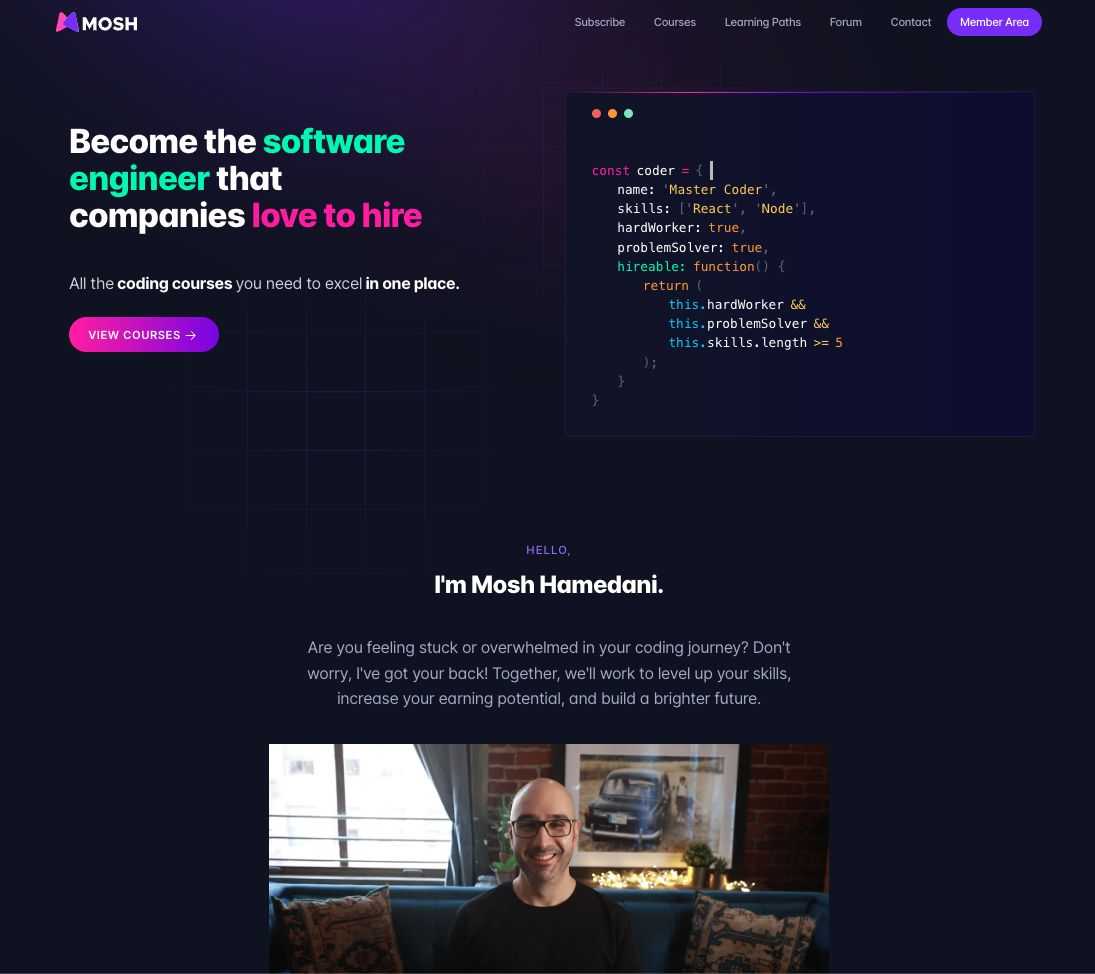 MOSH
Subscribe Courses Learning Paths Forum Contact Member Area
Become the software
engineer that
companies love to hire
All the coding courses you need to excel in one place.
VIEW COURSES →
const coder = {
name: 'Master Coder',
skills: ['React', 'Node'],
hardWorker: true,
problemSolver: true,
hireable: function() {
return (
this.hardWorker &&
this.problemSolver &&
this.skills.length >= 5
);
}
}
HELLO,
I'm Mosh Hamedani.
Are you feeling stuck or overwhelmed in your coding journey? Don't
worry, I've got your back! Together, we'll work to level up your skills,
increase your earning potential, and build a brighter future.